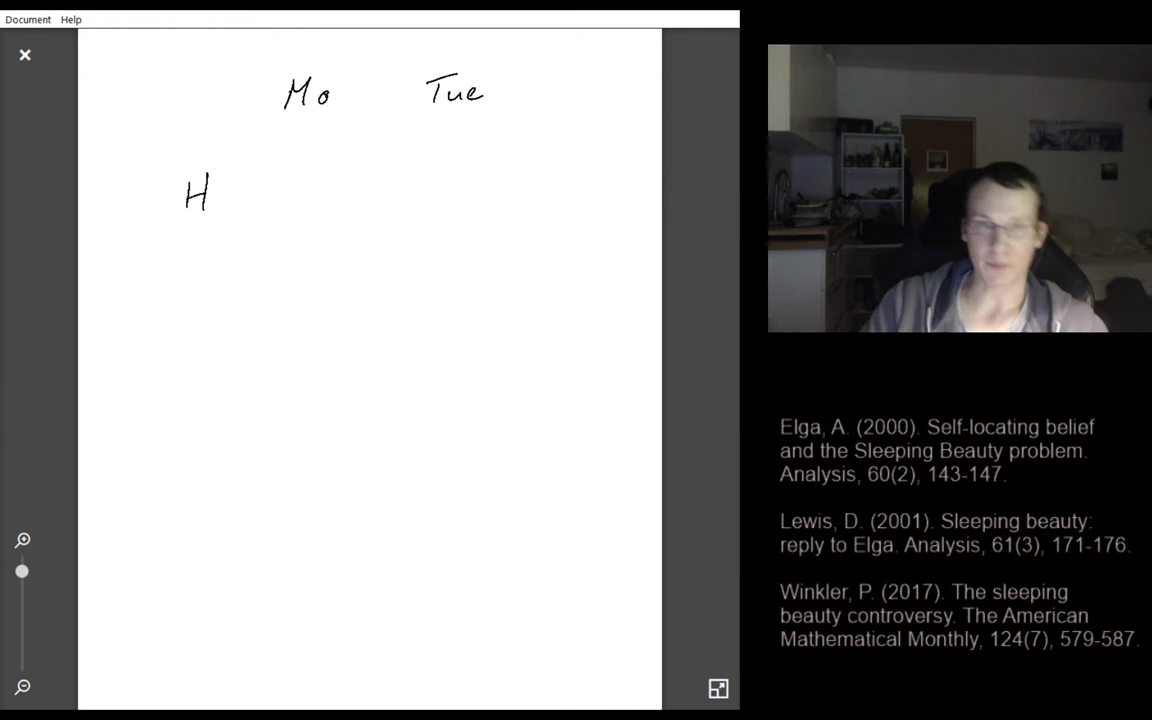 Document Help
Mo Tue
H
Elga, A. (2000). Self-locating belief
and the Sleeping Beauty problem.
Analysis, 60(2), 143-147.
Lewis, D. (2001). Sleeping beauty:
reply to Elga. Analysis, 61(3), 171-176.
Winkler, P. (2017). The sleeping
beauty controversy. The American
Mathematical Monthly, 124(7), 579-587.